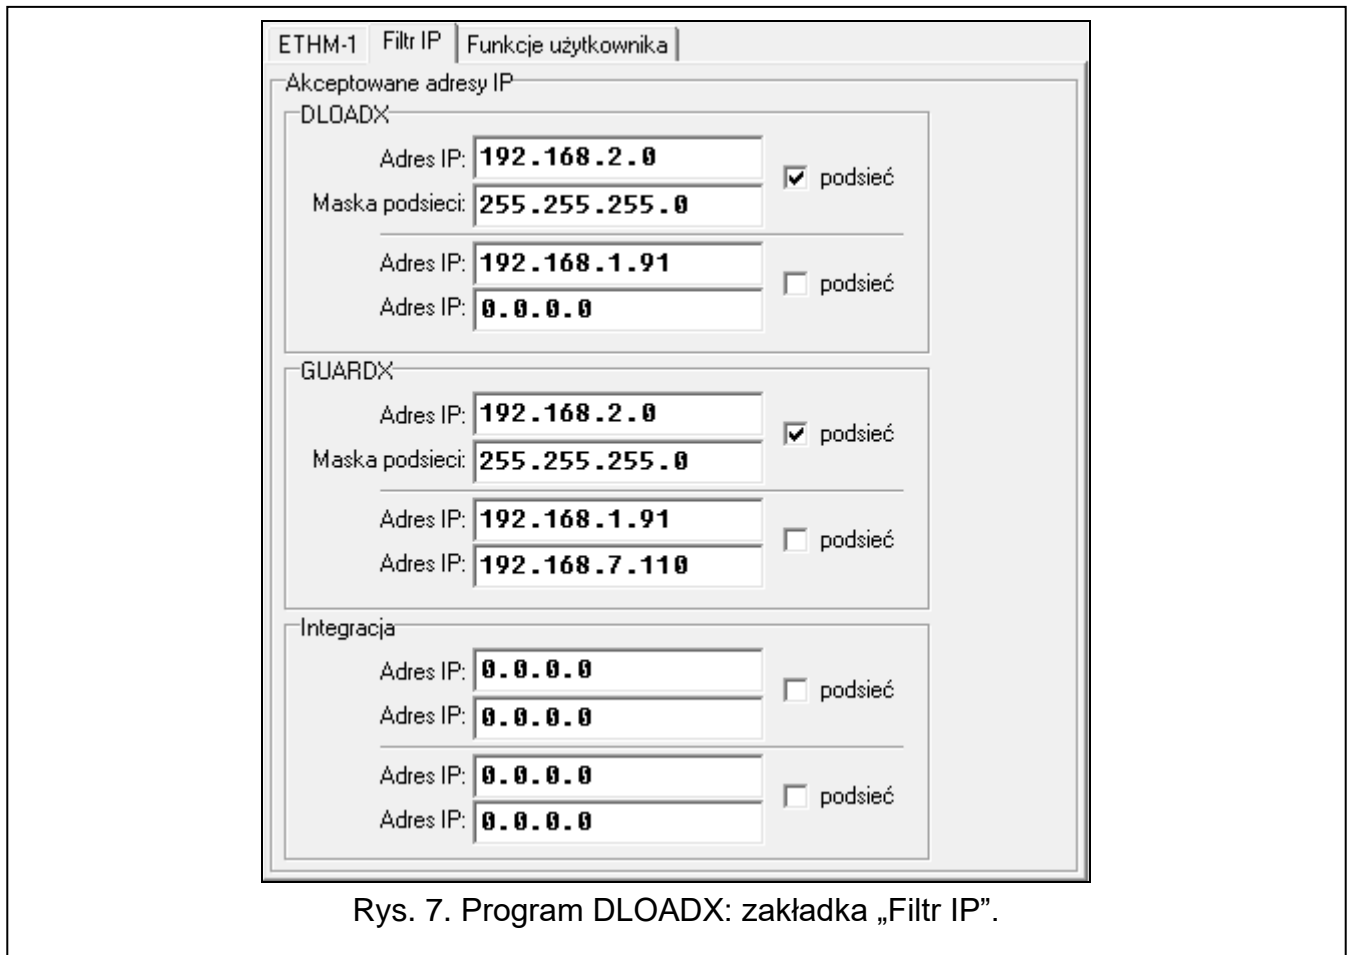 ETHM-1 Filtr IP Funkcje użytkownika
Akceptowane adresy IP
DLOADX
Adres IP: 192.168.2.0
podsieć
Maska podsieci: 255.255.255.0
Adres IP: 192.168.1.91
podsieć
Adres IP: 0.0.0.0
GUARDX
Adres IP: 192.168.2.0
podsieć
Maska podsieci: 255.255.255.0
Adres IP: 192.168.1.91
podsieć
Adres IP: 192.168.7.110
Integracja
Adres IP: 0.0.0.0
podsieć
Adres IP: 0.0.0.0
Adres IP: 0.0.0.0
podsieć
Adres IP: 0.0.0.0
Rys. 7. Program DLOADX: zakładka „Filtr IP”.